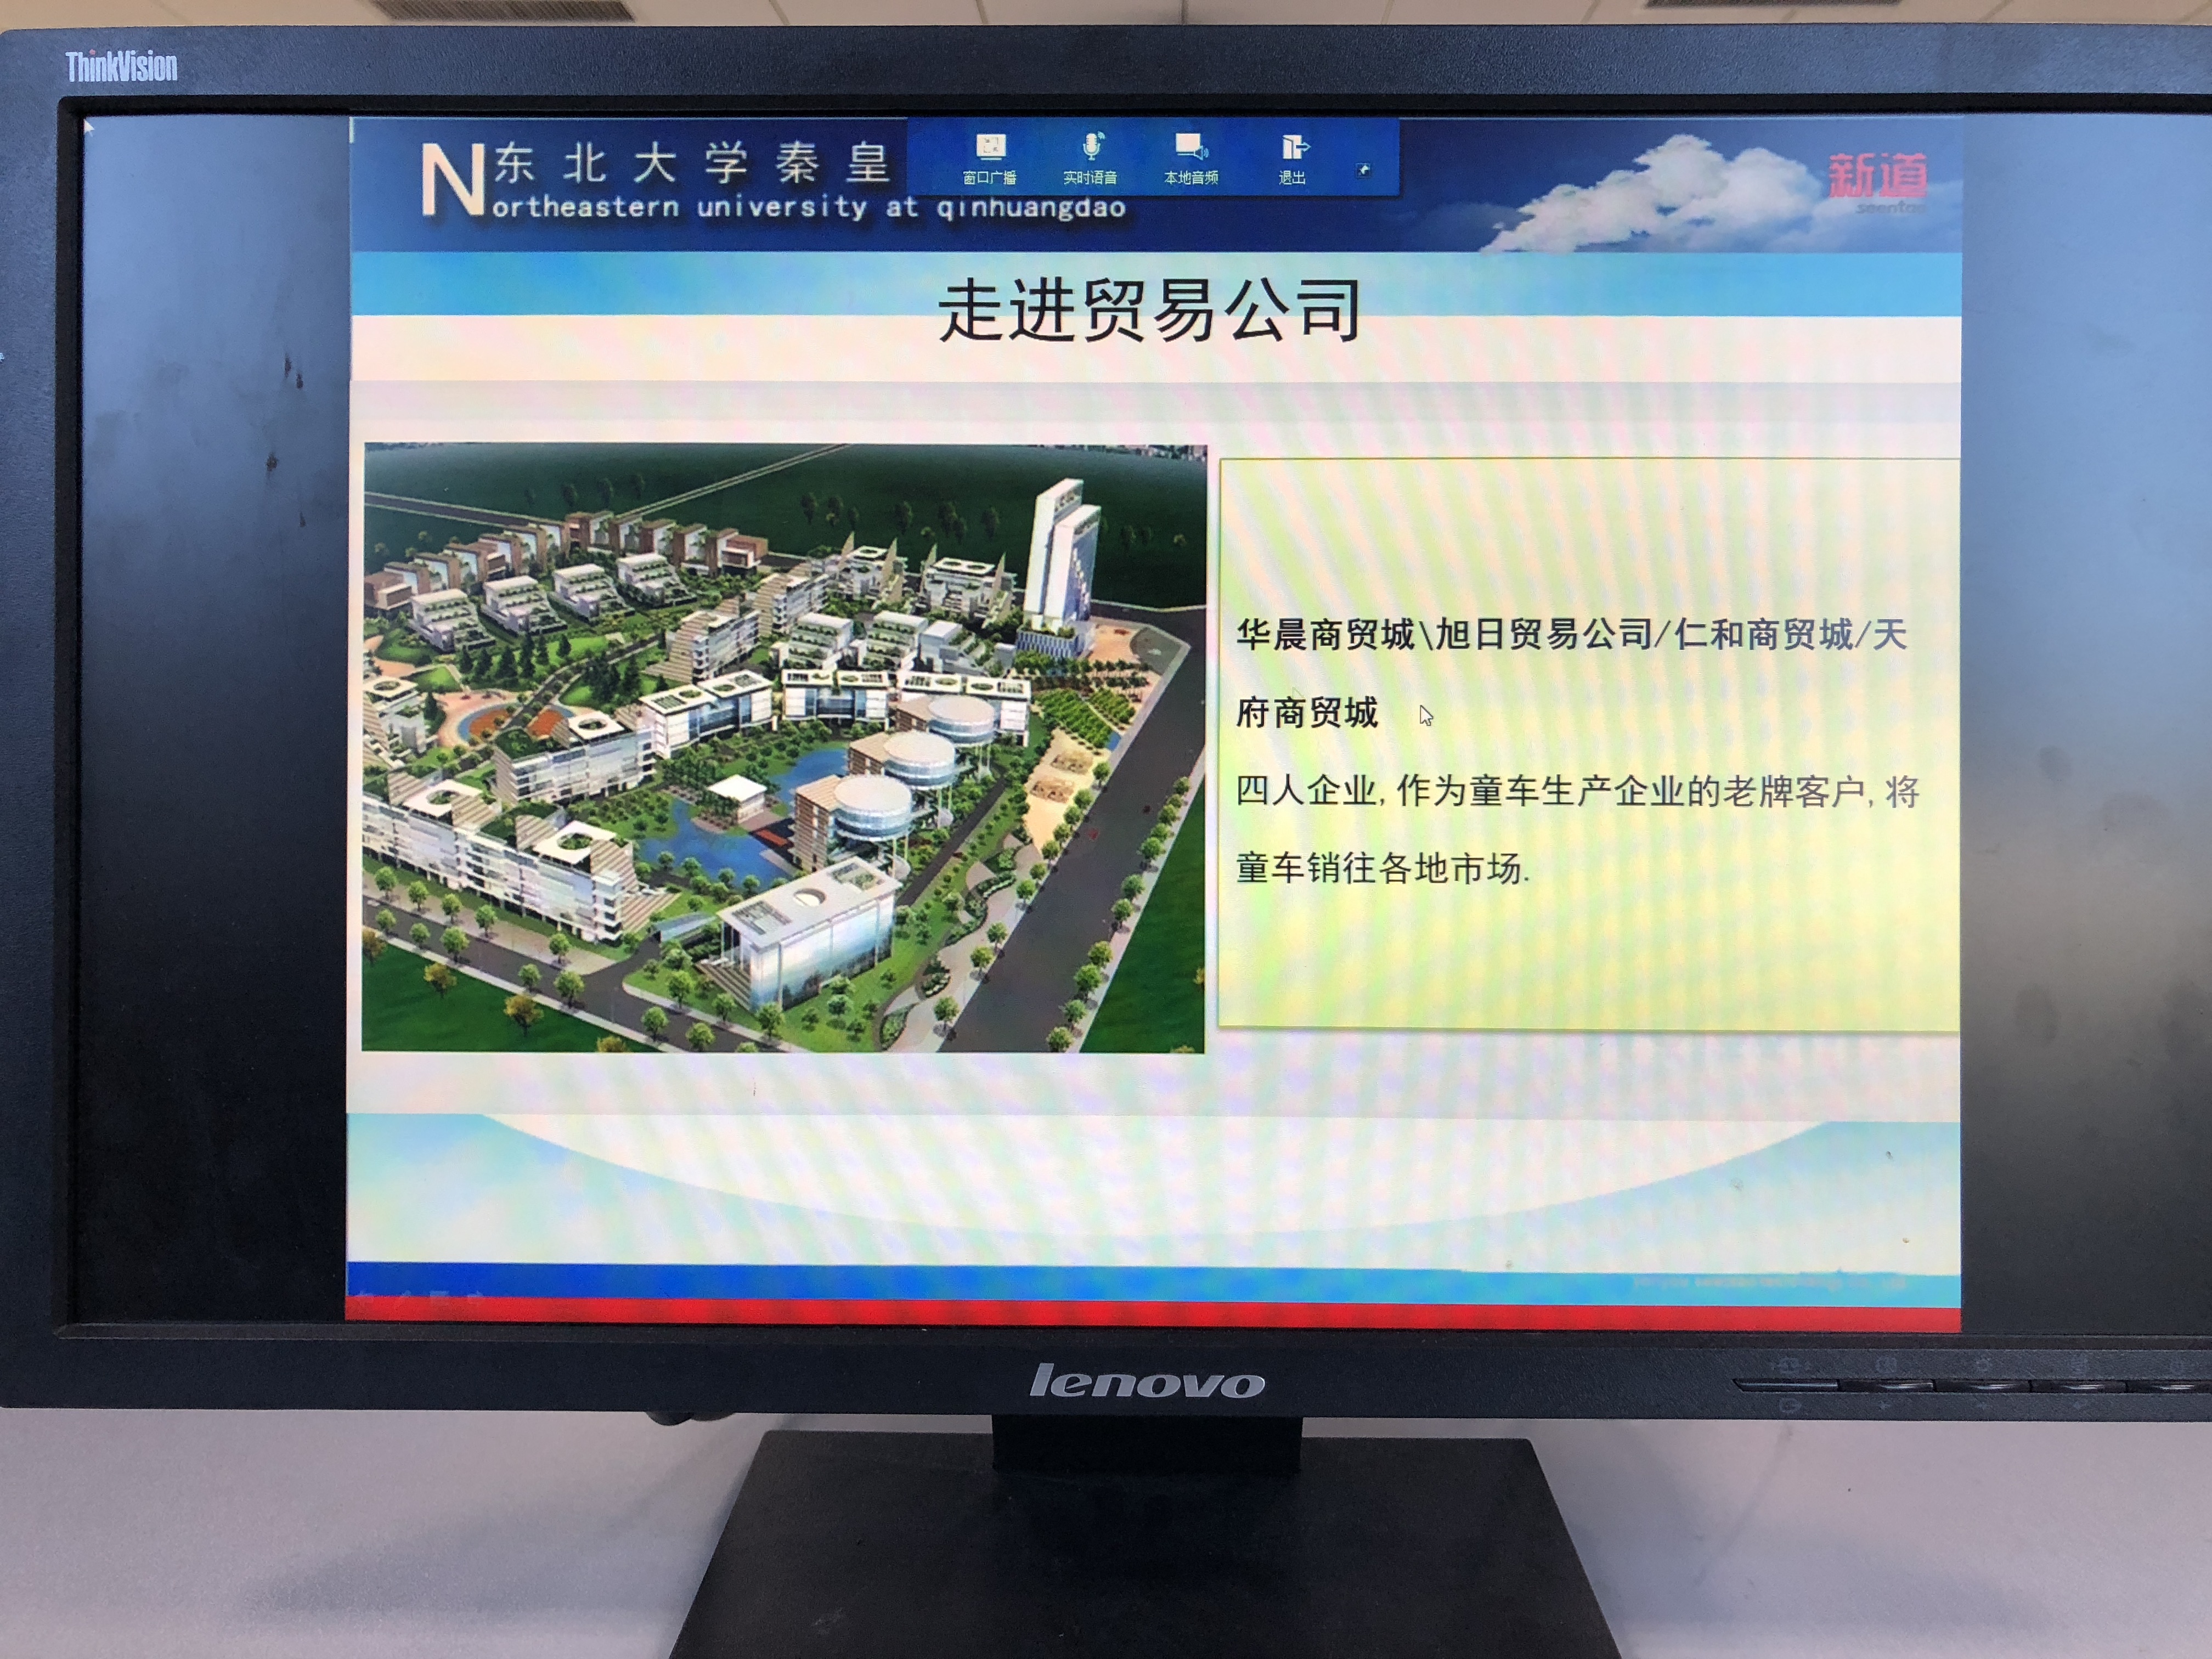 ThinkVision
东北大学秦皇
Northeastern university at qinhuangdao
窗口广播 实时语音 本地音频 退出
新道
seentao
走进贸易公司
华晨商贸城\旭日贸易公司/仁和商贸城/天
府商贸城
四人企业, 作为童车生产企业的老牌客户, 将
童车销往各地市场.
lenovo